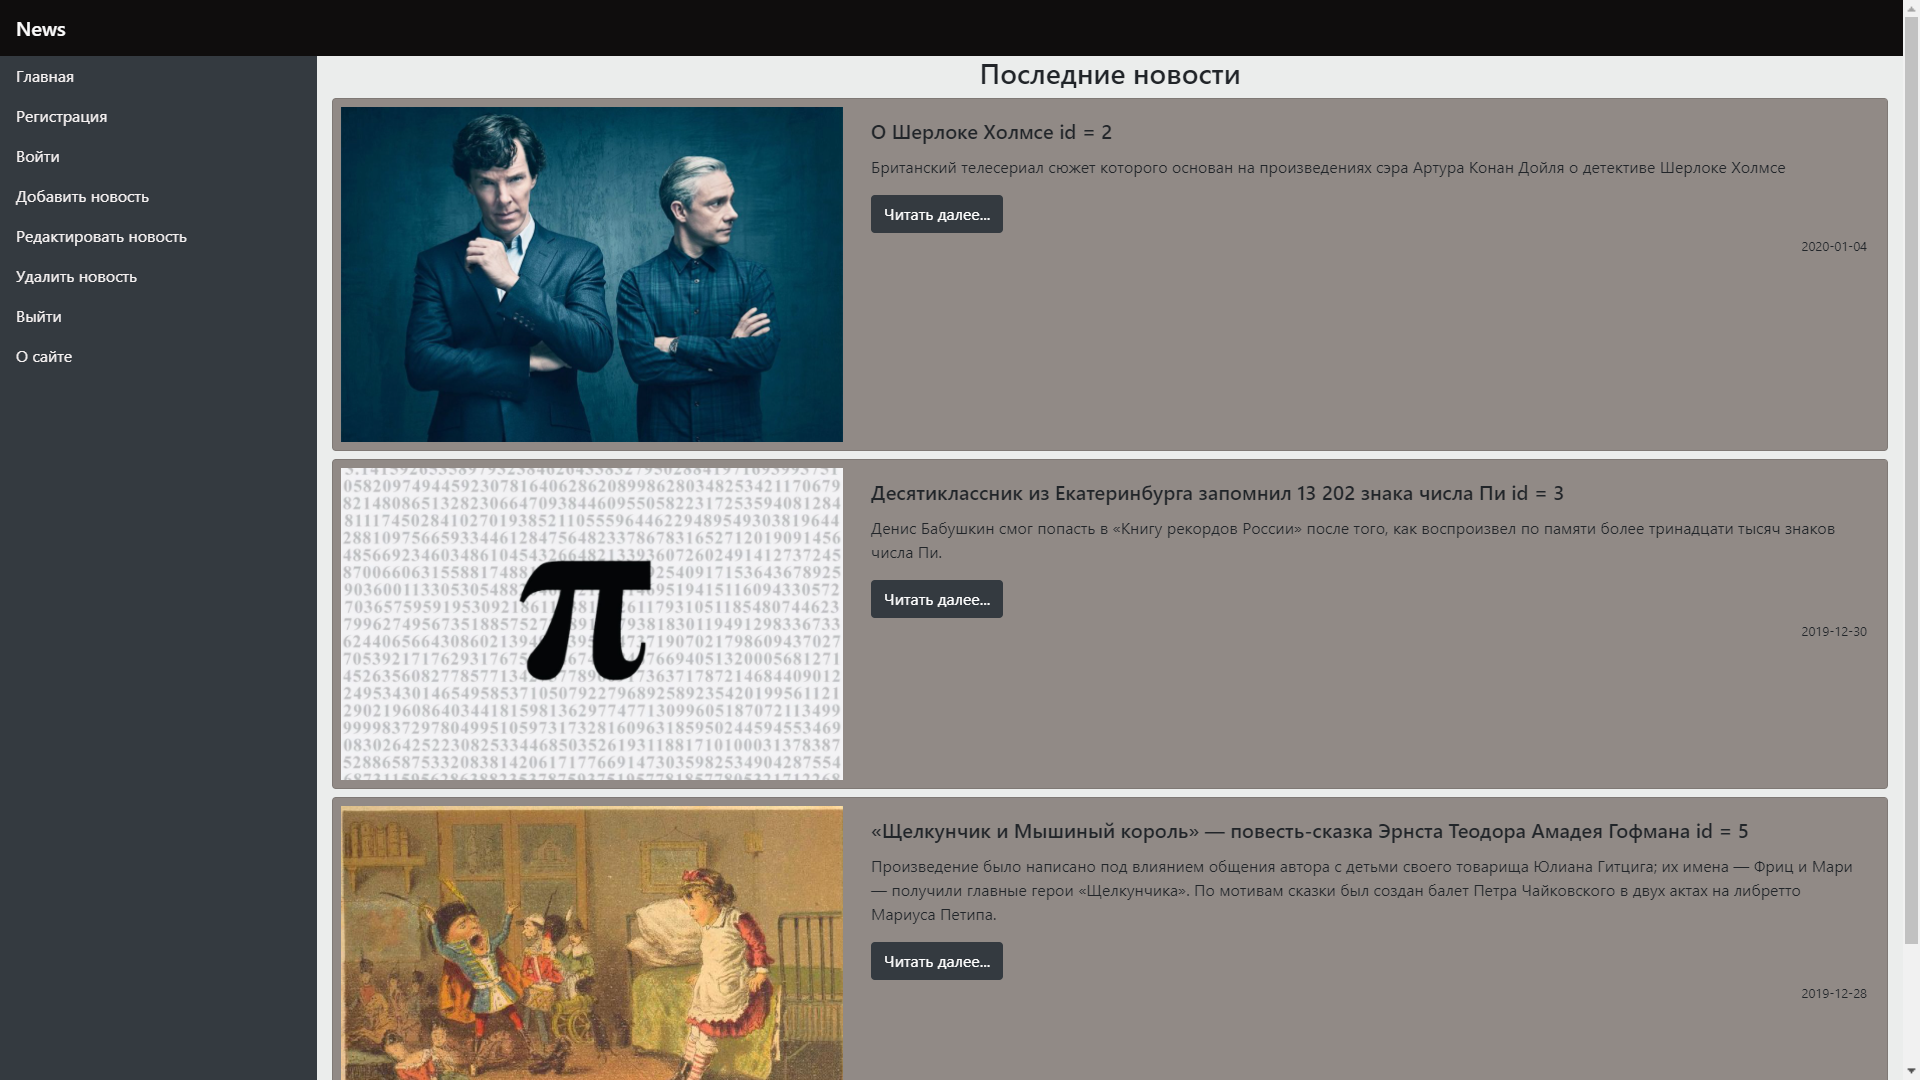 News
Главная
Регистрация
Войти
Добавить новость
Редактировать новость
Удалить новость
Выйти
О сайте
Последние новости
О Шерлоке Холмсе id = 2
Британский телесериал сюжет которого основан на произведениях сэра Артура Конан Дойля о детективе Шерлоке Холмсе
Читать далее...
2020-01-04
π
Десятиклассник из Екатеринбурга запомнил 13 202 знака числа Пи id = 3
Денис Бабушкин смог попасть в «Книгу рекордов России» после того, как воспроизвел по памяти более тринадцати тысяч знаков
числа Пи.
Читать далее...
2019-12-30
«Щелкунчик и Мышиный король» — повесть-сказка Эрнста Теодора Амадея Гофмана id = 5
Произведение было написано под влиянием общения автора с детьми своего товарища Юлиана Гитцига; их имена — Фриц и Мари
— получили главные герои «Щелкунчика». По мотивам сказки был создан балет Петра Чайковского в двух актах на либретто
Мариуса Петипа.
Читать далее...
2019-12-28